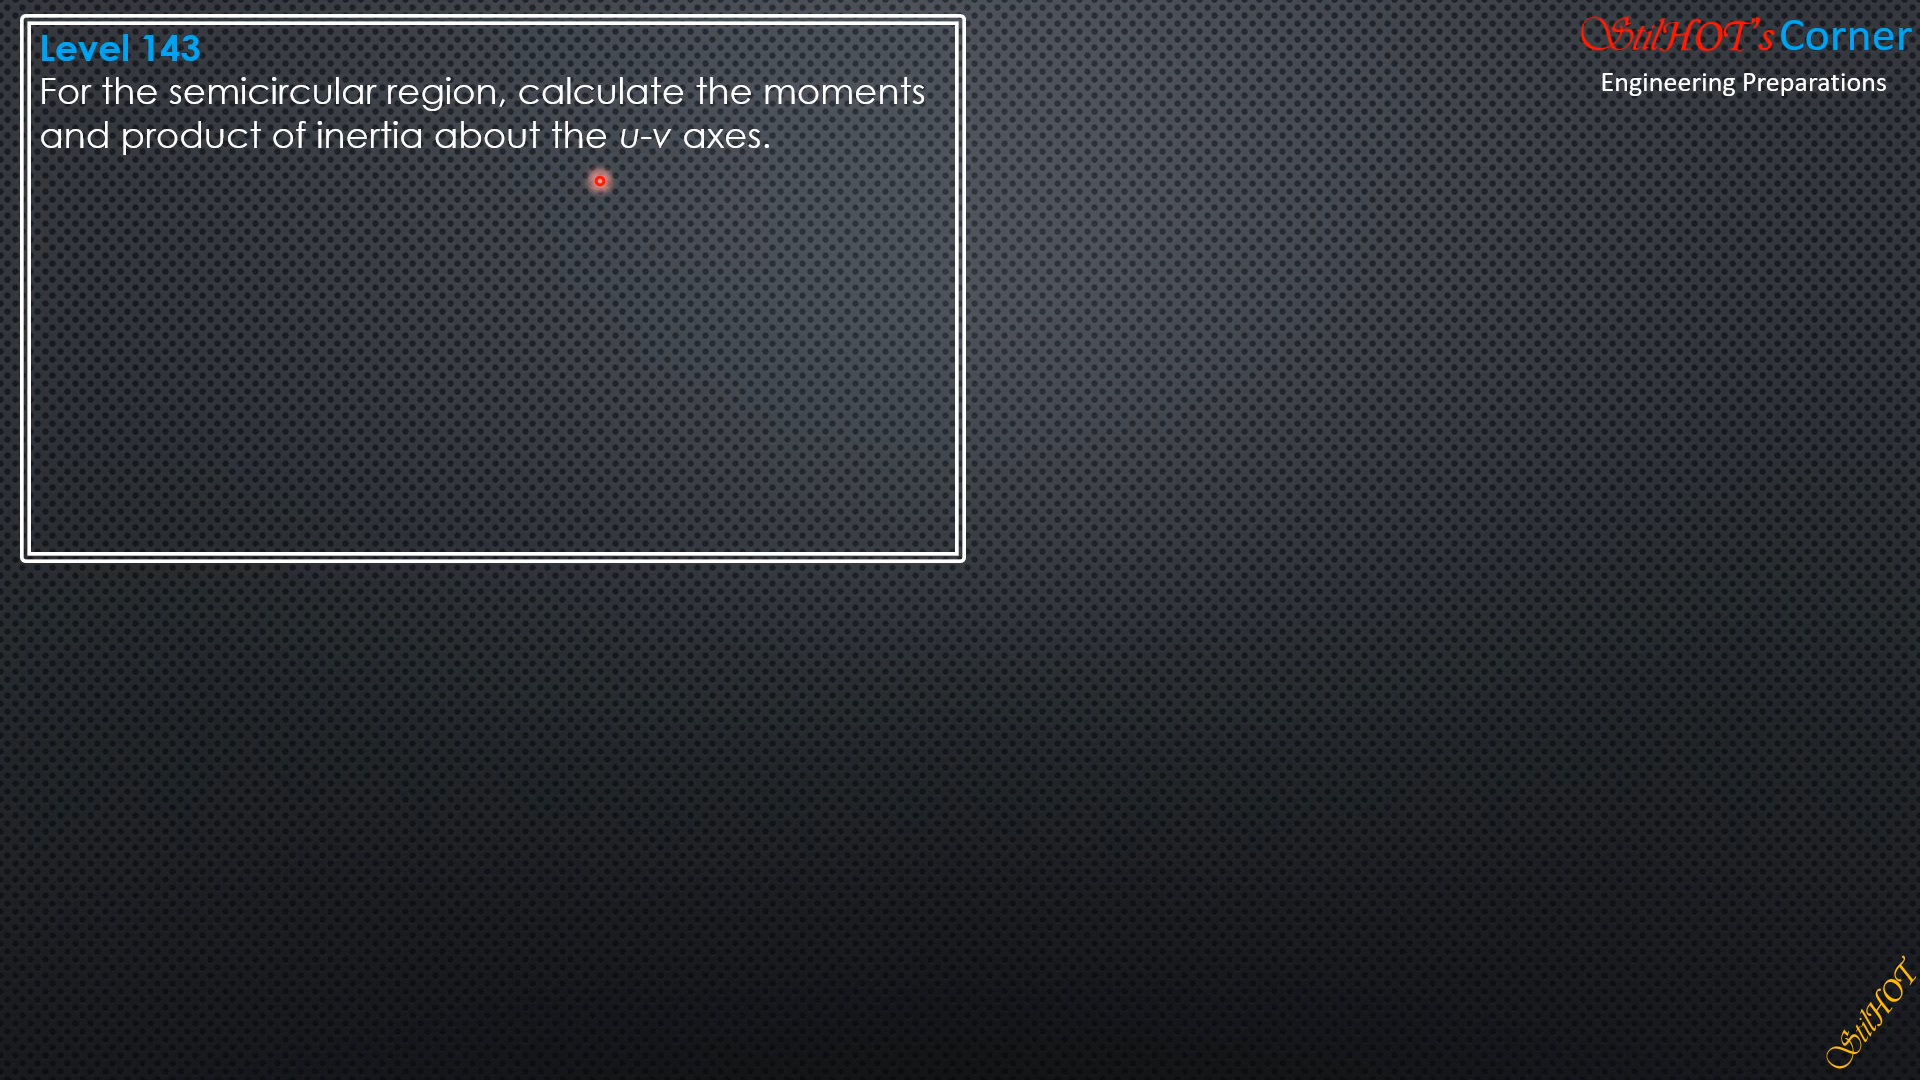 Level 143
For the semicircular region, calculate the moments
and product of inertia about the u-v axes.
StilHOT's Corner
Engineering Preparations
StilHOT